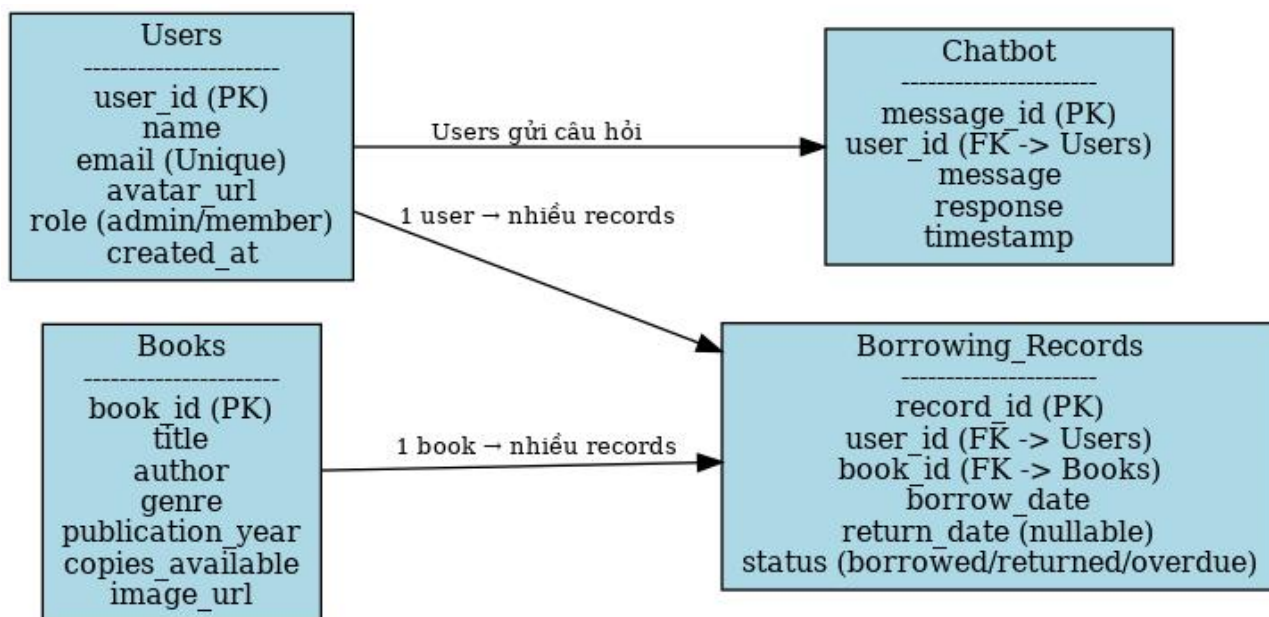 Users
----------------------
user_id (PK)
name
email (Unique)
avatar_url
role (admin/member)
created_at
Users gửi câu hỏi
1 user → nhiều records
Chatbot
----------------------
message_id (PK)
user_id (FK -> Users)
message
response
timestamp
Books
----------------------
book_id (PK)
title
author
genre
publication_year
copies_available
image_url
1 book → nhiều records
Borrowing_Records
----------------------
record_id (PK)
user_id (FK -> Users)
book_id (FK -> Books)
borrow_date
return_date (nullable)
status (borrowed/returned/overdue)